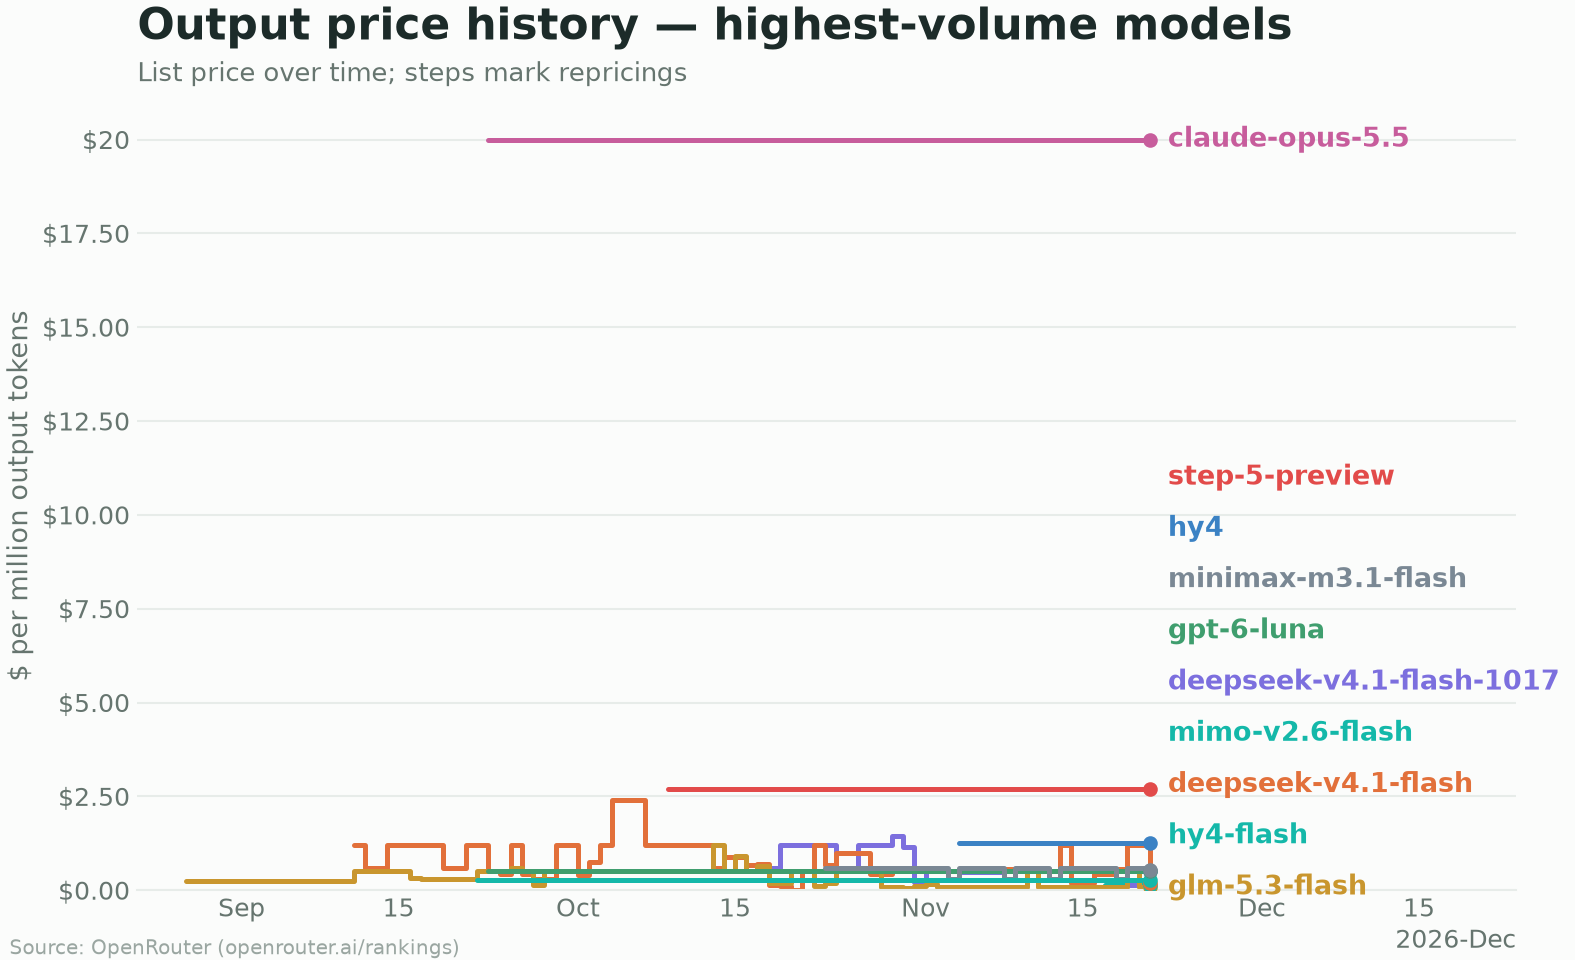 Output price history — highest-volume models
List price over time; steps mark repricings
$ per million output tokens
$20
$17.50
$15.00
$12.50
$10.00
$7.50
$5.00
$2.50
$0.00
claude-opus-5.5
step-5-preview
hy4
minimax-m3.1-flash
gpt-6-luna
deepseek-v4.1-flash-1017
mimo-v2.6-flash
deepseek-v4.1-flash
hy4-flash
glm-5.3-flash
Sep 15 Oct 15 Nov 15 Dec 15
2026-Dec
Source: OpenRouter (openrouter.ai/rankings)